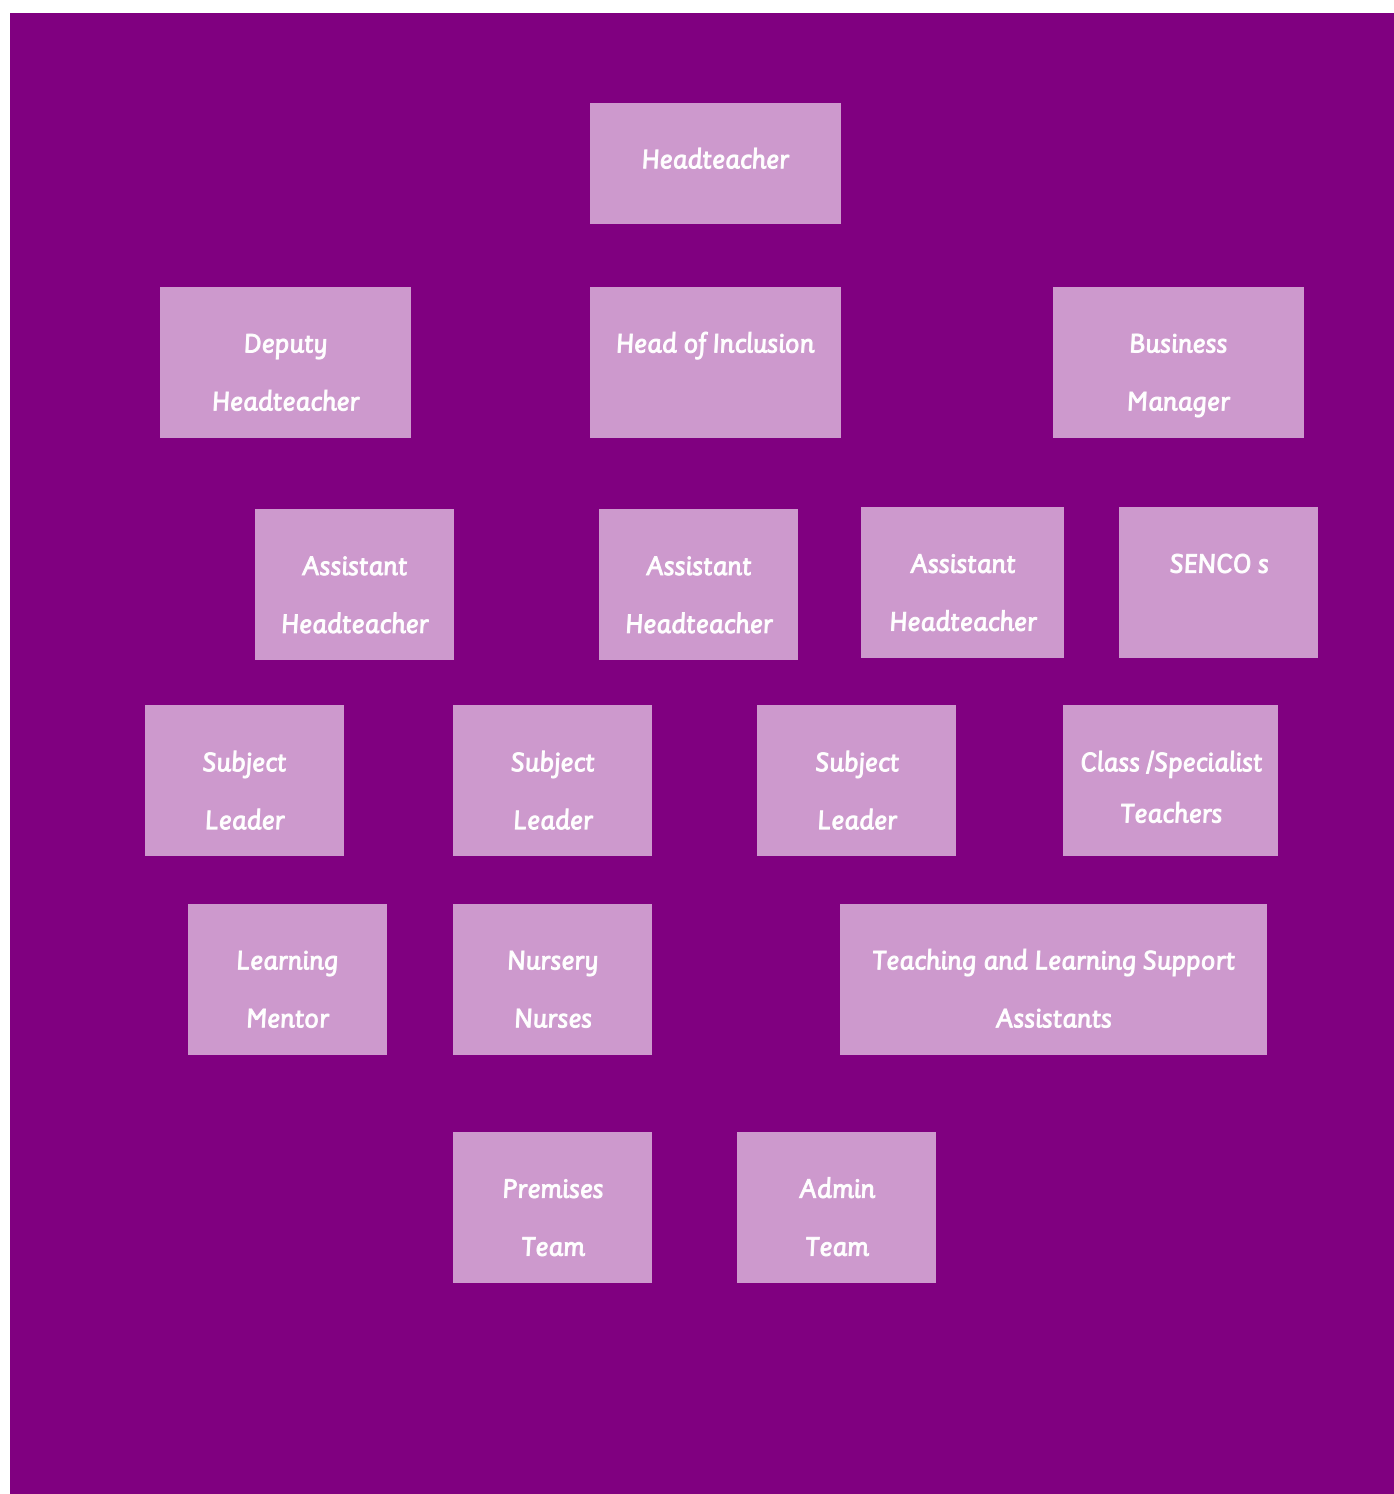 Headteacher
Deputy
Headteacher
Head of Inclusion
Business
Manager
Assistant
Headteacher
Assistant
Headteacher
Assistant
Headteacher
SENCO s
Subject
Leader
Subject
Leader
Subject
Leader
Class /Specialist
Teachers
Learning
Mentor
Nursery
Nurses
Teaching and Learning Support
Assistants
Premises
Team
Admin
Team